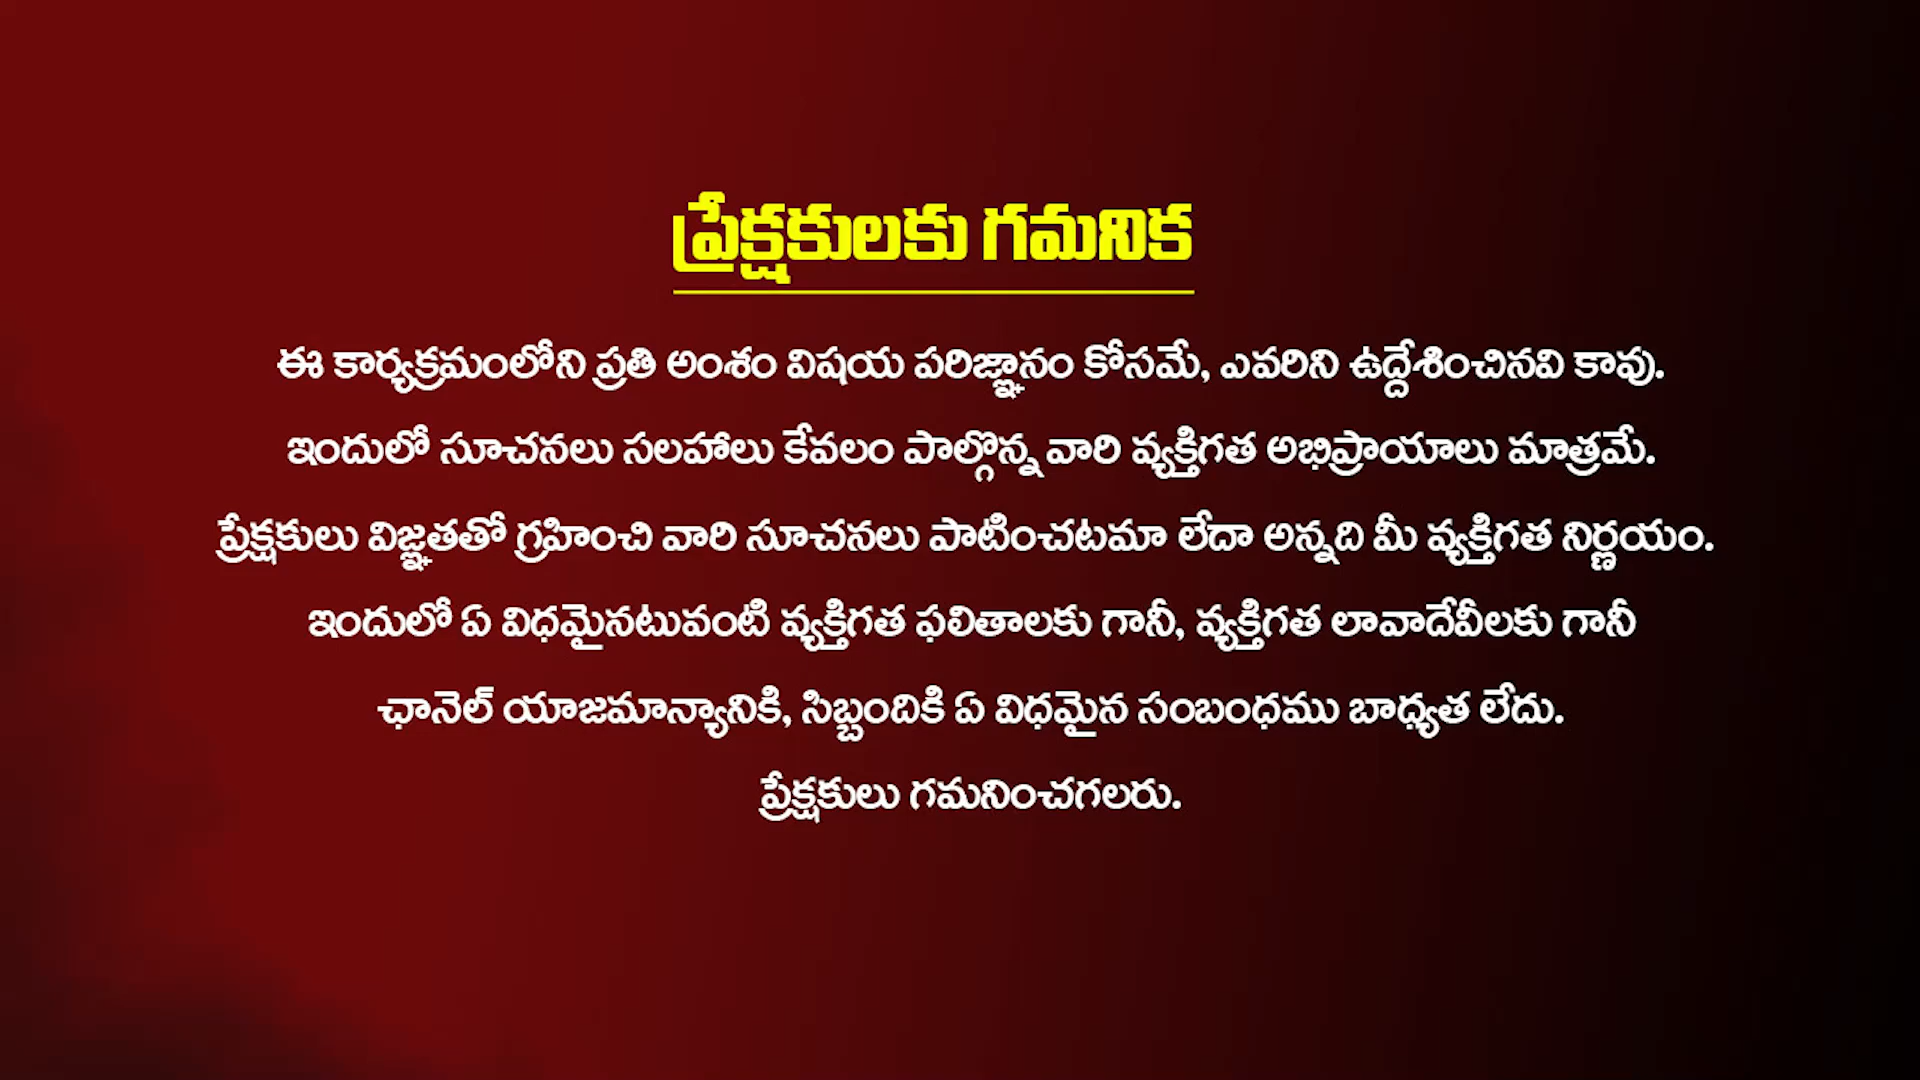 ప్రేక్షకులకు గమనిక
ఈ కార్యక్రమంలోని ప్రతి అంశం విషయ పరిజ్ఞానం కోసమే, ఎవరిని ఉద్దేశించినవి కావు.
ఇందులో సూచనలు సలహాలు కేవలం పాల్గొన్న వారి వ్యక్తిగత అభిప్రాయాలు మాత్రమే.
ప్రేక్షకులు విజ్ఞతతో గ్రహించి వారి సూచనలు పాటించటమా లేదా అన్నది మీ వ్యక్తిగత నిర్ణయం.
ఇందులో ఏ విధమైనటువంటి వ్యక్తిగత ఫలితాలకు గానీ, వ్యక్తిగత లావాదేవీలకు గానీ
ఛానెల్ యాజమాన్యానికి, సిబ్బందికి ఏ విధమైన సంబంధము బాధ్యత లేదు.
ప్రేక్షకులు గమనించగలరు.